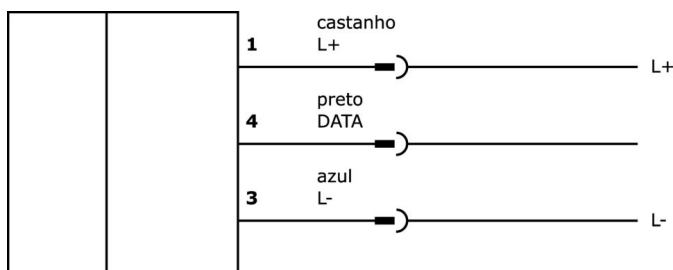 castanho
1 L+ L+
preto
4 DATA
azul
3 L- L-